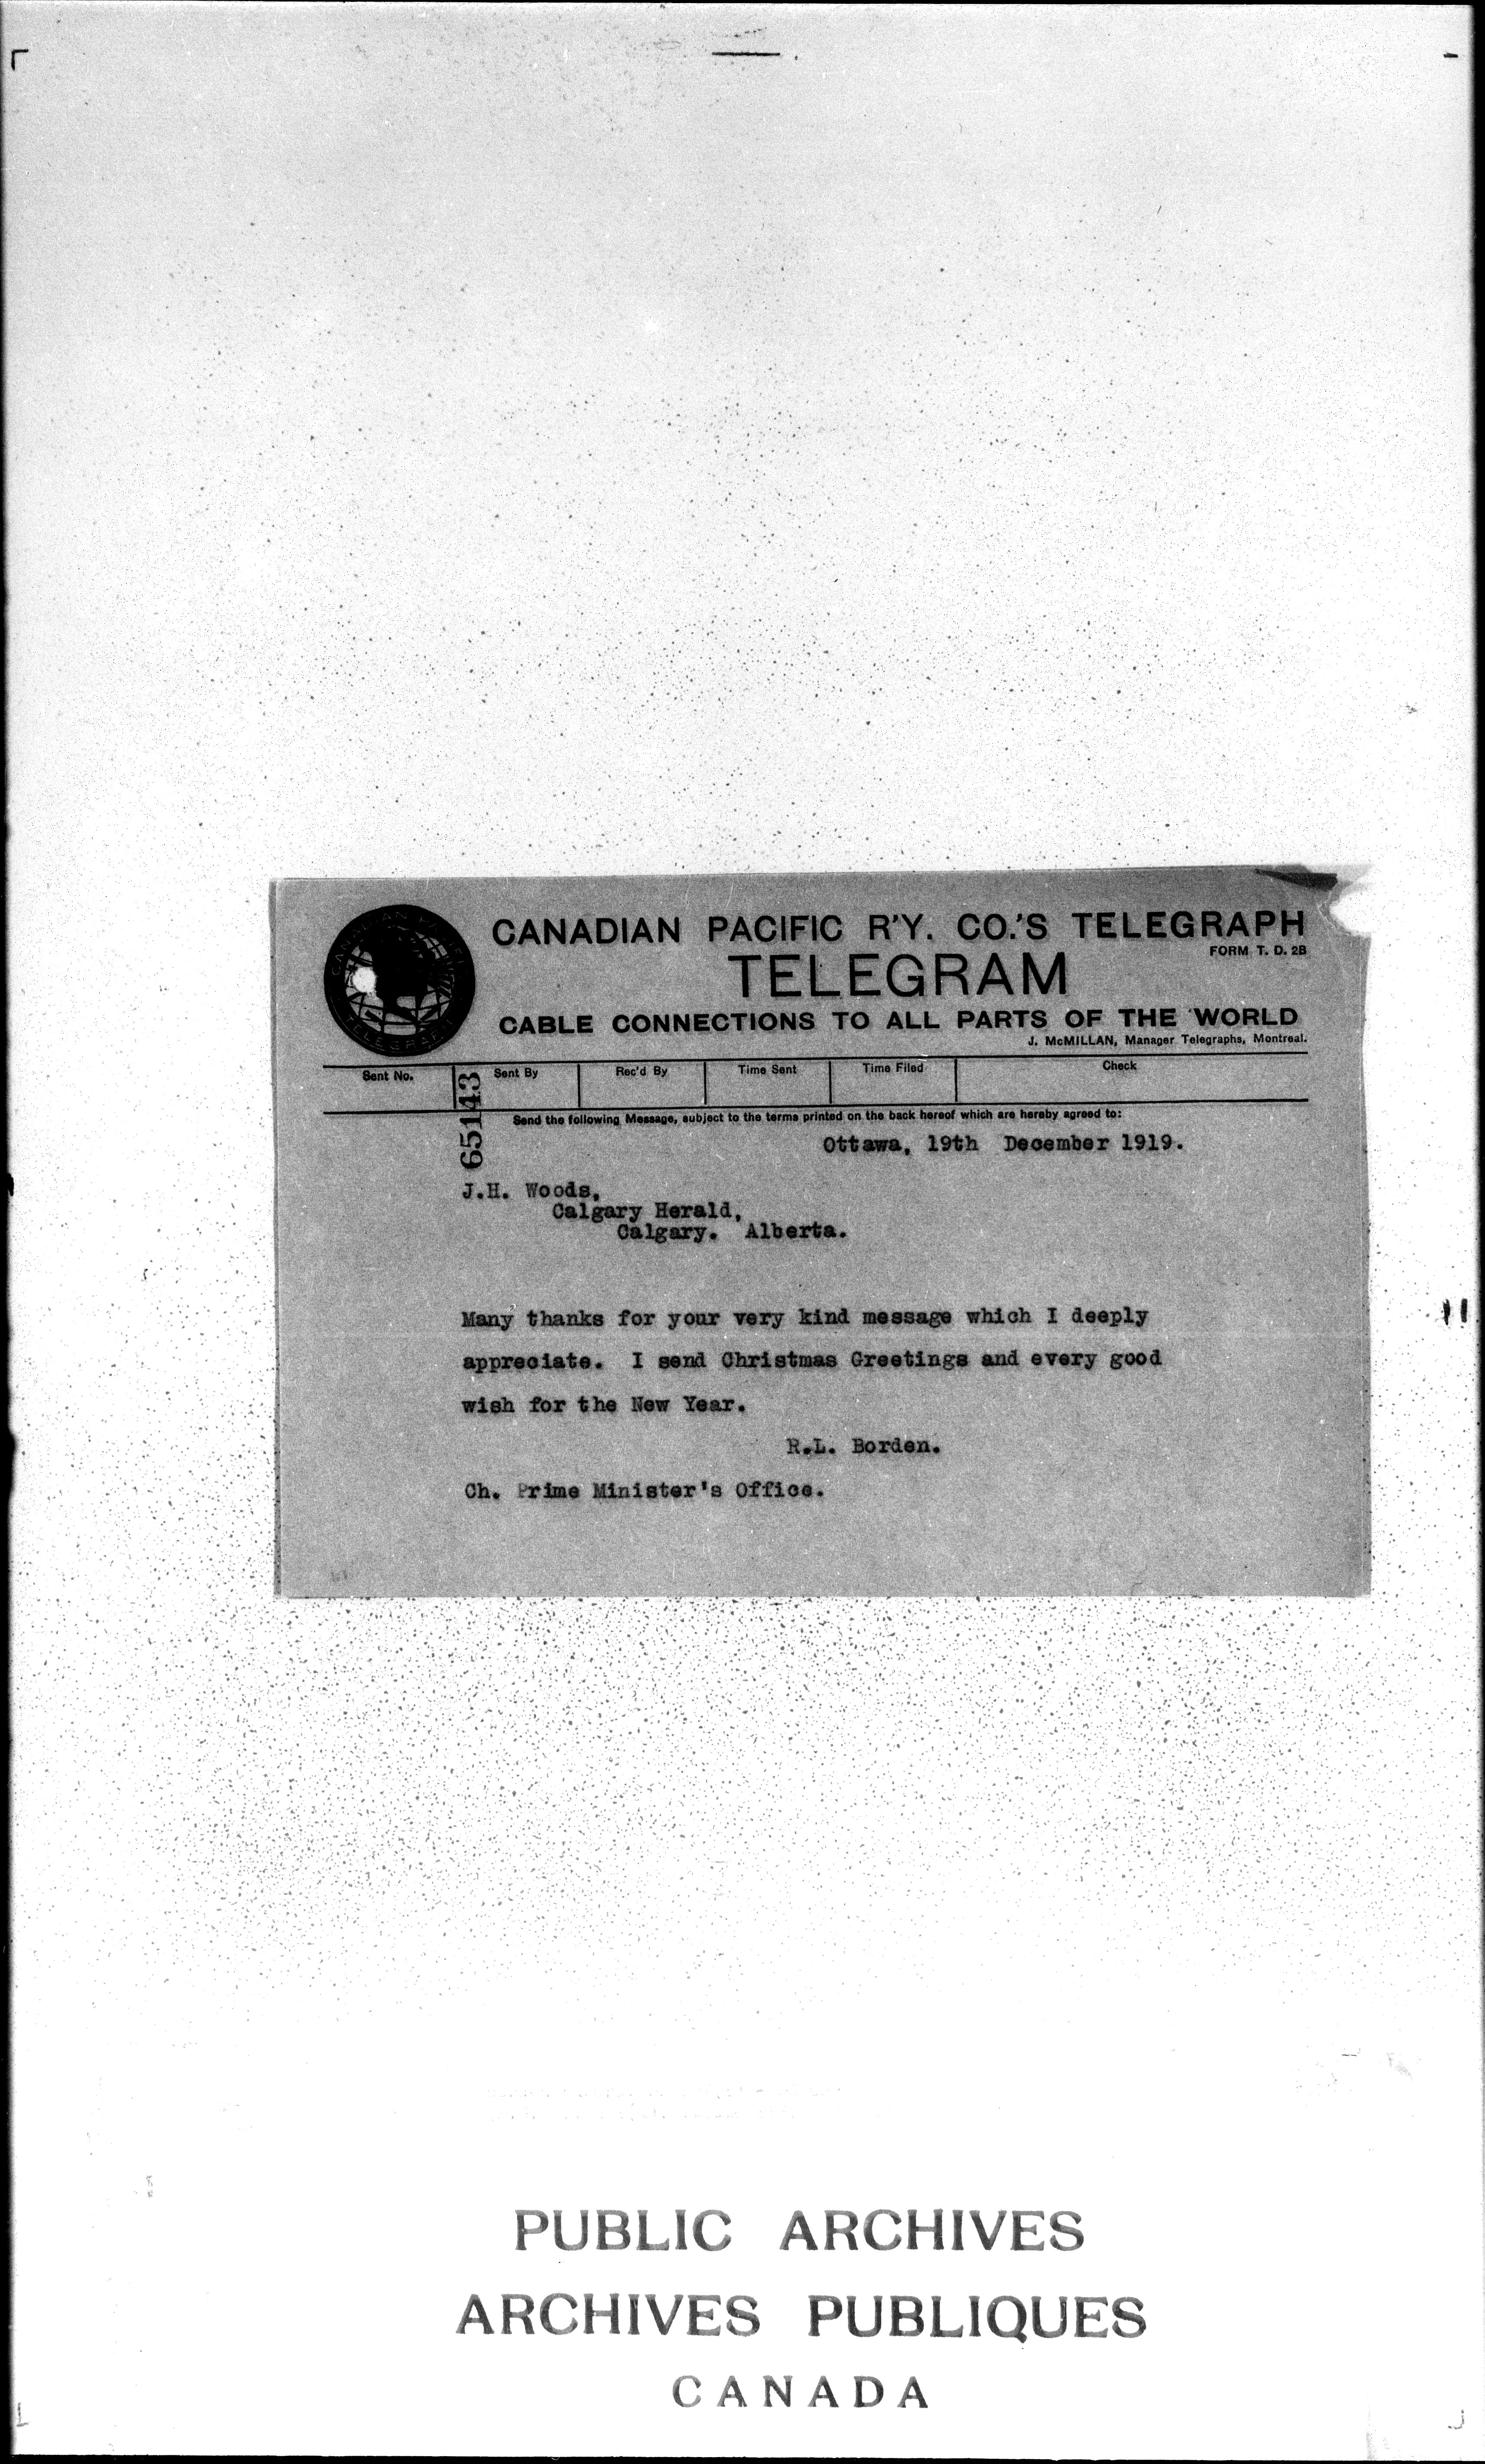 CANADIAN PACIFIC R'Y. CO.'S TELEGRAPH
FORM T. D. 2B
TELEGRAM
CABLE CONNECTIONS TO ALL PARTS OF THE WORLD
J. McMILLAN, Manager Telegraphs, Montreal.
Sent No. Sent By Rec'd By Time Sent Time Filed Check
65143
Send the following Message, subject to the terms printed on the back hereof which are hereby agreed to:
Ottawa, 19th December 1919.
J.H. Woods,
Calgary Herald,
Calgary. Alberta.
Many thanks for your very kind message which I deeply
appreciate. I send Christmas Greetings and every good
wish for the New Year.
R.L. Borden.
Ch. Prime Minister's Office.
PUBLIC ARCHIVES
ARCHIVES PUBLIQUES
CANADA